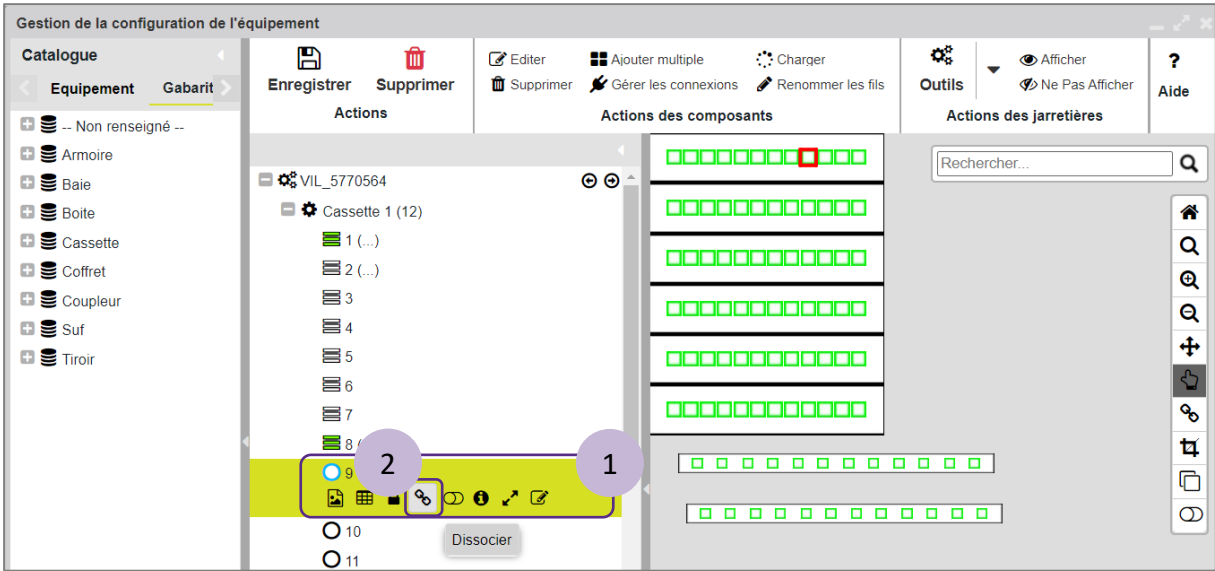 Gestion de la configuration de l'équipement
Catalogue
Equipement Gabarit
-- Non renseigné --
Armoire
Baie
Boite
Cassette
Coffret
Coupleur
Suf
Tiroir
Enregistrer Supprimer
Actions
Editer Ajouter multiple Charger
Supprimer Gérer les connexions Renommer les fils
Actions des composants
Outils
Afficher
Ne Pas Afficher
Actions des jarretières
?
Aide
VIL_5770564
Cassette 1 (12)
1 (...)
2 (...)
3
4
5
6
7
8 (
9
2
1
10
Dissocier
11
Rechercher...